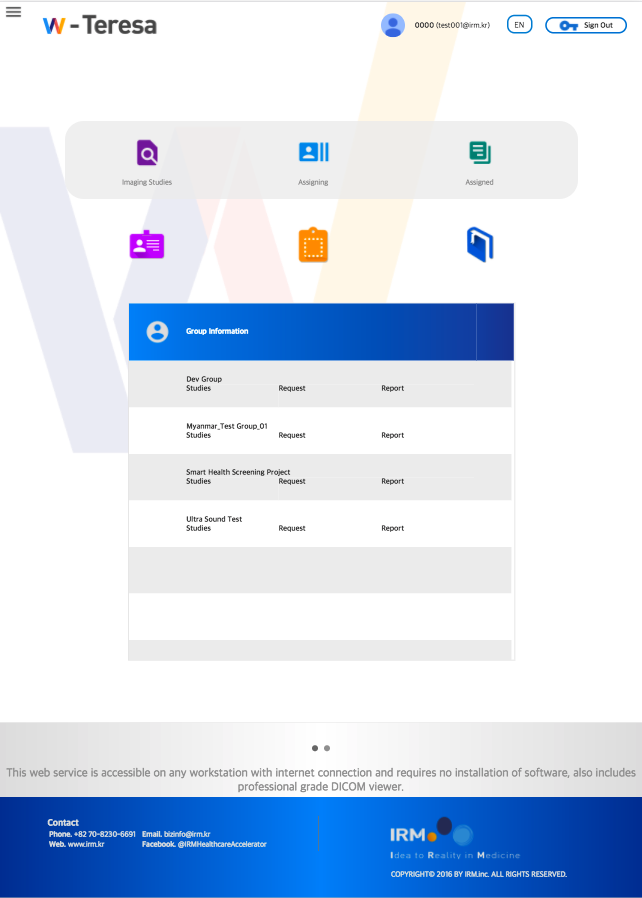 W - Teresa
0000 (test001@irm.kr)
EN
Sign Out
Imaging Studies
Assigning
Assigned
Group Information
Dev Group
Studies Request Report
Myanmar_Test Group_01
Studies Request Report
Smart Health Screening Project
Studies Request Report
Ultra Sound Test
Studies Request Report
This web service is accessible on any workstation with internet connection and requires no installation of software, also includes
professional grade DICOM viewer.
Contact
Phone. +82 70-8230-6691 Email. bizinfo@irm.kr
Web. www.irm.kr Facebook. @IRMHealthcareAccelerator
IRM
Idea to Reality in Medicine
COPYRIGHT© 2016 BY IRM.inc. ALL RIGHTS RESERVED.